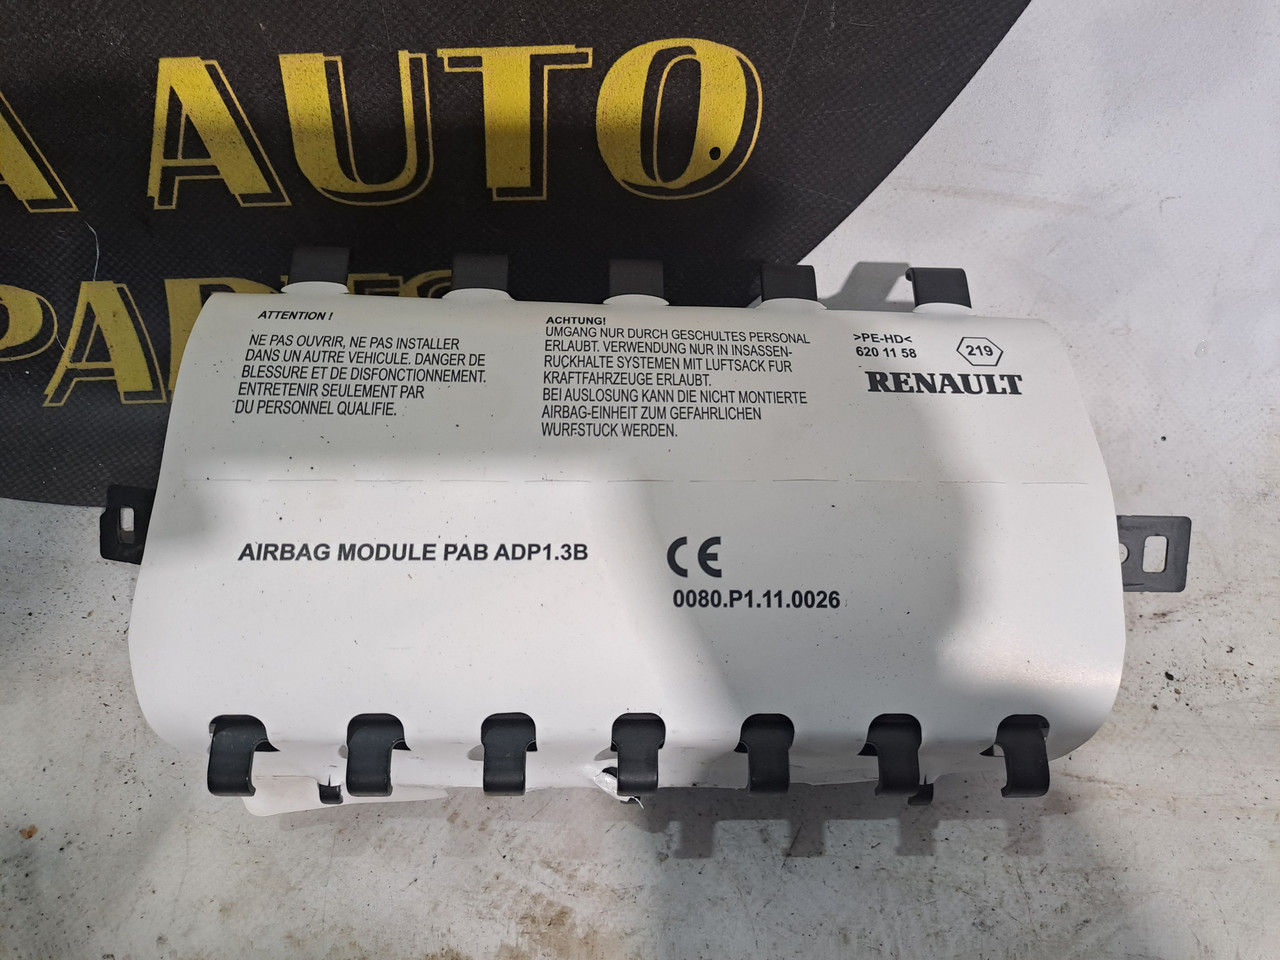 A AUTO
PARTS
ATTENTION !
NE PAS OUVRIR, NE PAS INSTALLER
DANS UN AUTRE VEHICULE. DANGER DE
BLESSURE ET DE DISFONCTIONNEMENT.
ENTRETENIR SEULEMENT PAR
DU PERSONNEL QUALIFIE.
ACHTUNG!
UMGANG NUR DURCH GESCHULTES PERSONAL
ERLAUBT. VERWENDUNG NUR IN INSASSEN-
RUCKHALTE SYSTEMEN MIT LUFTSACK FUR
KRAFTFAHRZEUGE ERLAUBT.
BEI AUSLOSUNG KANN DIE NICHT MONTIERTE
AIRBAG-EINHEIT ZUM GEFAHRLICHEN
WURFSTUCK WERDEN.
>PE-HD<
620 11 58
219
RENAULT
AIRBAG MODULE PAB ADP1.3B
CE
0080.P1.11.0026